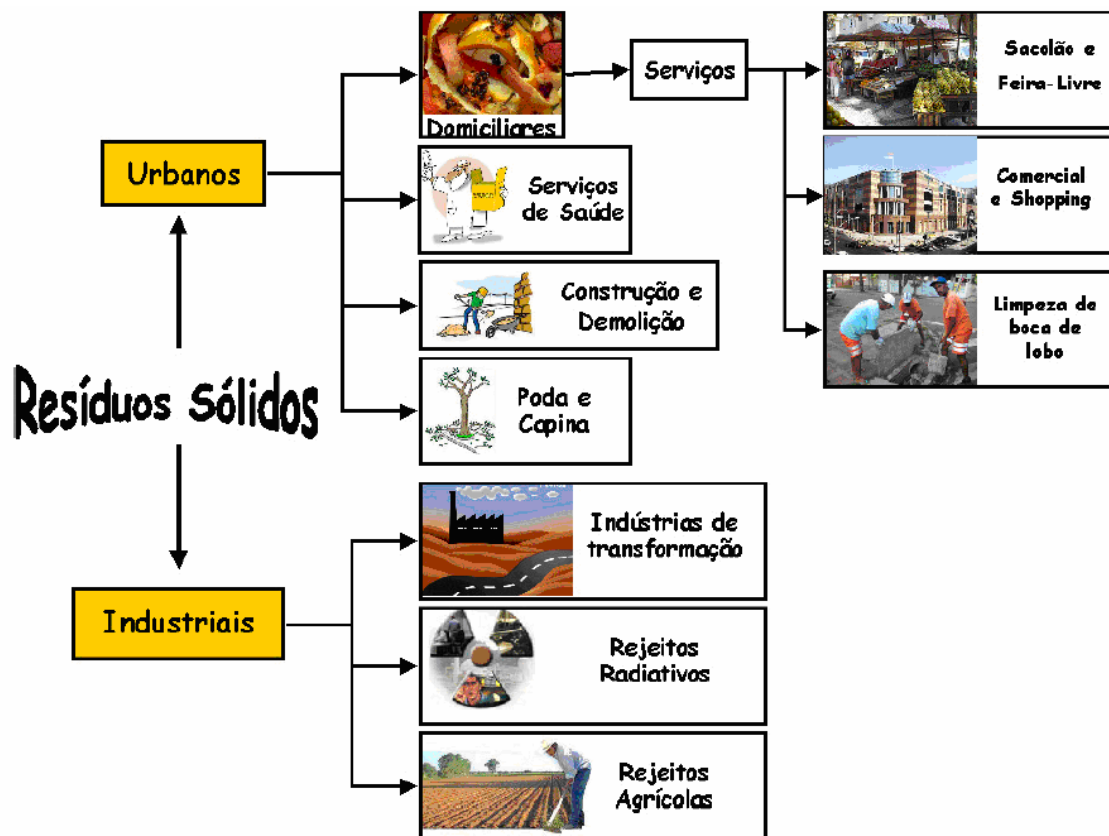 Resíduos Sólidos
Urbanos
Domiciliares
Serviços
Sacolão e
Feira-Livre
Comercial
e Shopping
Limpeza de
boca de
lobo
Serviços
de Saúde
Construção e
Demolição
Poda e
Capina
Industriais
Indústrias de
transformação
Rejeitos
Radiativos
Rejeitos
Agrícolas